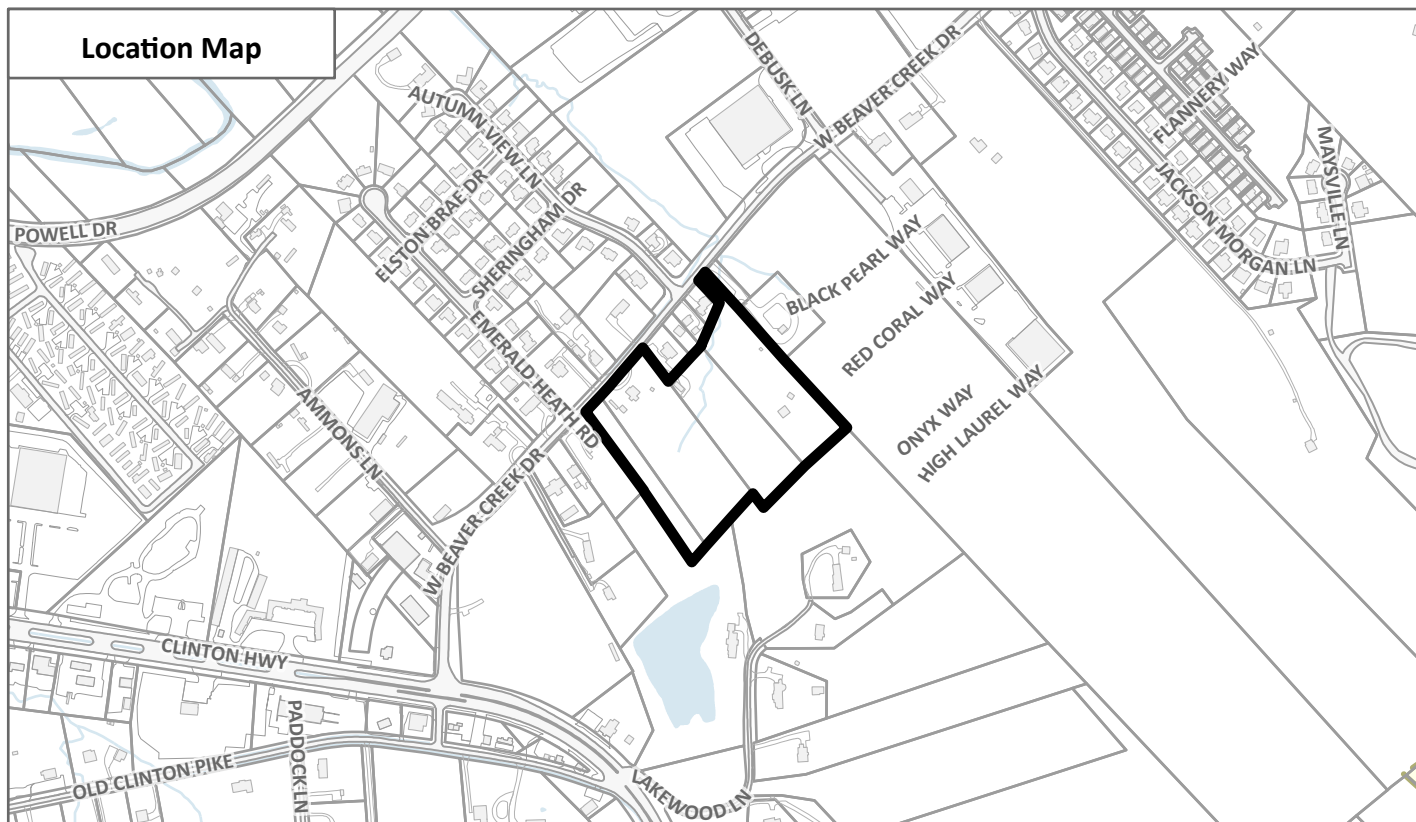 Location Map
DEBUSK LN
W BEAVER CREEK DR
FLANNERY WAY
AUTUMN VIEW LN
MAYSVILLE LN
ELSTON BRAE DR
SHERINGHAM DR
JACKSON MORGAN LN
POWELL DR
BLACK PEARL WAY
RED CORAL WAY
EMERALD HEATH RD
AMMONS LN
ONYX WAY
HIGH LAUREL WAY
W BEAVER CREEK DR
CLINTON HWY
PADDOCK LN
OLD CLINTON PIKE
LAKEWOOD LN